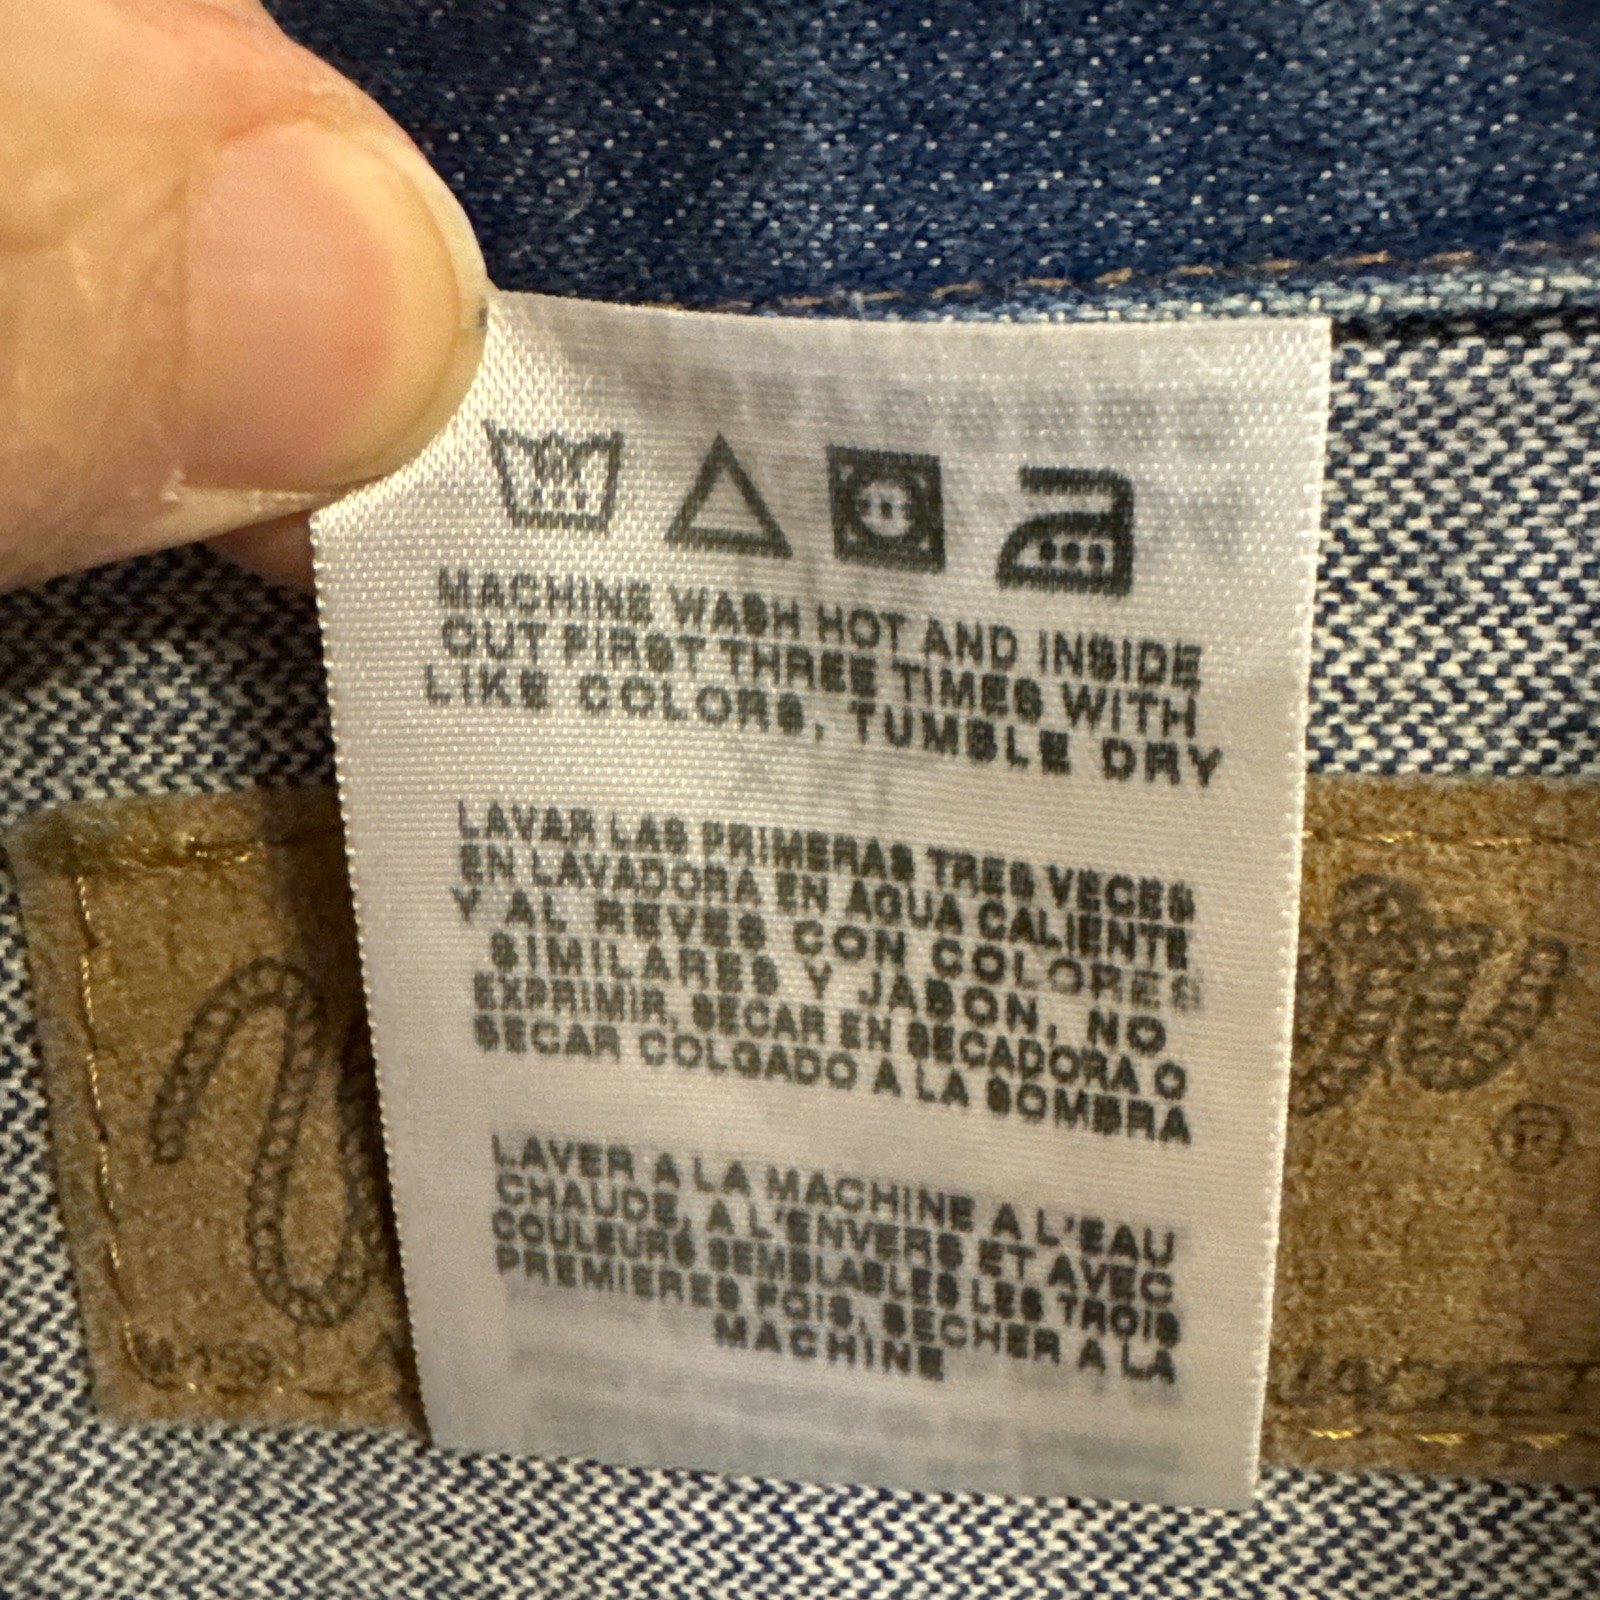 MACHINE WASH HOT AND INSIDE
OUT FIRST THREE TIMES WITH
LIKE COLORS, TUMBLE DRY
LAVAR LAS PRIMERAS TRES VECES
EN LAVADORA EN AGUA CALIENTE
Y AL REVES CON COLORES
SIMILARES Y JABON, NO
EXPRIMIR, SECAR EN SECADORA O
SECAR COLGADO A LA SOMBRA
LAVER A LA MACHINE A L'EAU
CHAUDE, A L'ENVERS ET AVEC
COULEURS SEMBLABLES LES TROIS
PREMIERES FOIS, SECHER A LA
MACHINE
W
®